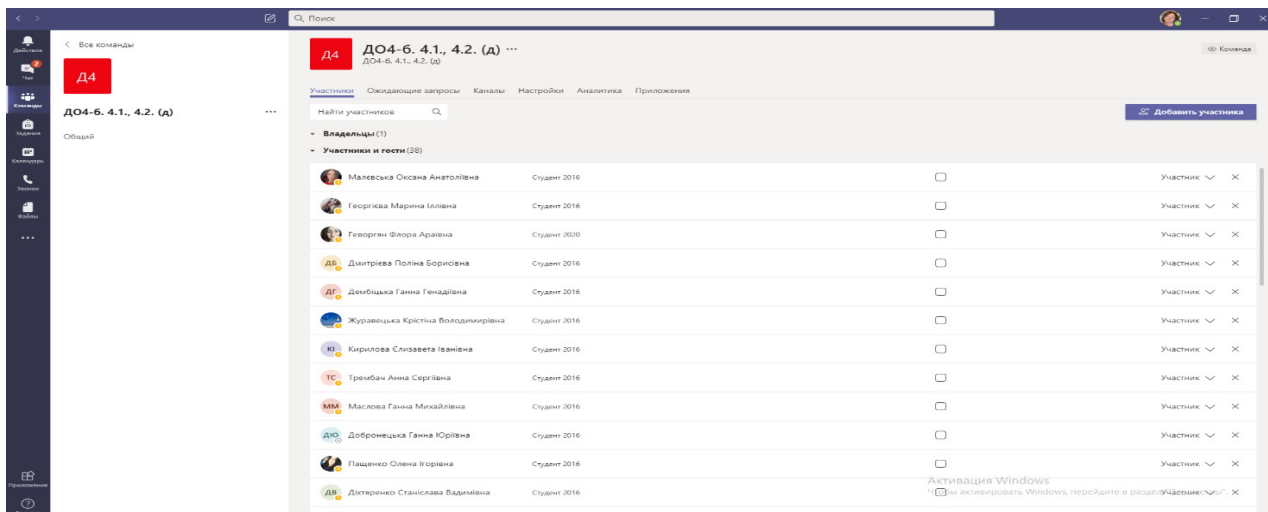 Поиск
Действия
Чат
2
Команды
Задания
Календарь
Звонки
Файлы
Приложения
Все команды
Д4
ДО4-б. 4.1., 4.2. (д) ...
Общий
Д4
ДО4-б. 4.1., 4.2. (д) ...
ДО4-б. 4.1., 4.2. (д)
Команда
Участники Ожидающие запросы Каналы Настройки Аналитика Приложения
Найти участников
Добавить участника
Владельцы (1)
Участники и гости (38)
Малєвська Оксана Анатоліївна Студент 2016 Участник
Георгієва Марина Іллівна Студент 2016 Участник
Геворгян Флора Араївна Студент 2020 Участник
ДБ Дмитрієва Поліна Борисівна Студент 2016 Участник
ДГ Дембіцька Ганна Генадіївна Студент 2016 Участник
Журавецька Крістіна Володимирівна Студент 2016 Участник
КІ Кирилова Єлизавета Іванівна Студент 2016 Участник
ТС Трембач Анна Сергіївна Студент 2016 Участник
ММ Маслова Ганна Михайлівна Студент 2016 Участник
ДЮ Добронецька Ганна Юріївна Студент 2016 Участник
Пащенко Олена Ігорівна Студент 2016 Участник
Активация Windows
ДВ Діхтяренко Станіслава Вадимівна Студент 2016 Участник
Чтобы активировать Windows, перейдите в раздел